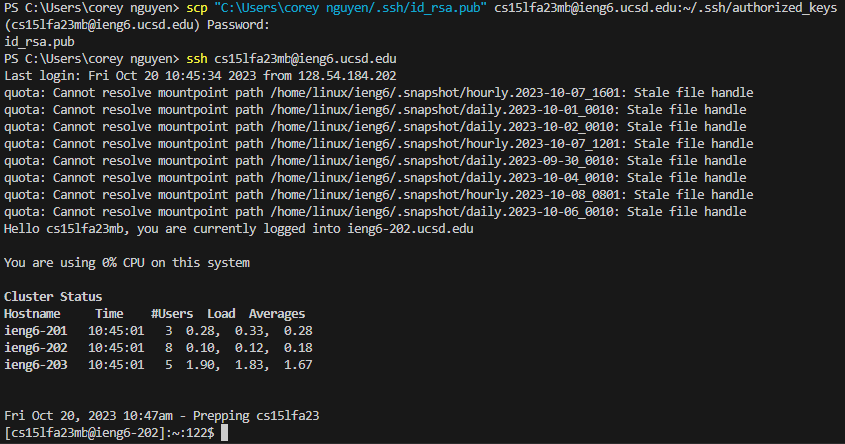 PS C:\Users\corey nguyen> scp "C:\Users\corey nguyen/.ssh/id_rsa.pub" cs15lfa23mb@ieng6.ucsd.edu:~/.ssh/authorized_keys
(cs15lfa23mb@ieng6.ucsd.edu) Password:
id_rsa.pub
PS C:\Users\corey nguyen> ssh cs15lfa23mb@ieng6.ucsd.edu
Last login: Fri Oct 20 10:45:34 2023 from 128.54.184.202
quota: Cannot resolve mountpoint path /home/linux/ieng6/.snapshot/hourly.2023-10-07_1601: Stale file handle
quota: Cannot resolve mountpoint path /home/linux/ieng6/.snapshot/daily.2023-10-01_0010: Stale file handle
quota: Cannot resolve mountpoint path /home/linux/ieng6/.snapshot/daily.2023-10-02_0010: Stale file handle
quota: Cannot resolve mountpoint path /home/linux/ieng6/.snapshot/hourly.2023-10-07_1201: Stale file handle
quota: Cannot resolve mountpoint path /home/linux/ieng6/.snapshot/daily.2023-09-30_0010: Stale file handle
quota: Cannot resolve mountpoint path /home/linux/ieng6/.snapshot/daily.2023-10-04_0010: Stale file handle
quota: Cannot resolve mountpoint path /home/linux/ieng6/.snapshot/hourly.2023-10-08_0801: Stale file handle
quota: Cannot resolve mountpoint path /home/linux/ieng6/.snapshot/daily.2023-10-06_0010: Stale file handle
Hello cs15lfa23mb, you are currently logged into ieng6-202.ucsd.edu
You are using 0% CPU on this system
Cluster Status
Hostname     Time    #Users  Load  Averages
ieng6-201   10:45:01   3  0.28,  0.33,  0.28
ieng6-202   10:45:01   8  0.10,  0.12,  0.18
ieng6-203   10:45:01   5  1.90,  1.83,  1.67
Fri Oct 20, 2023 10:47am - Prepping cs15lfa23
[cs15lfa23mb@ieng6-202]:~:122$